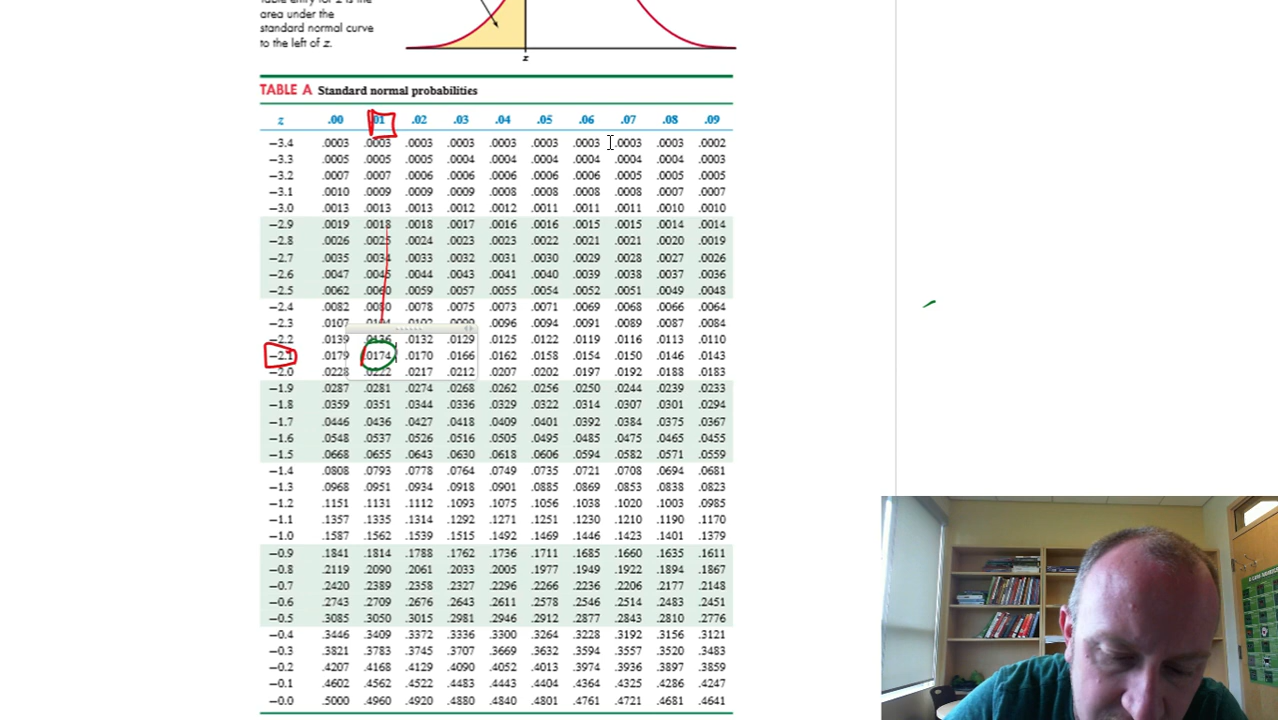 Table entry for z is the
area under the
standard normal curve
to the left of z.
z
TABLE A Standard normal probabilities
z .00 .01 .02 .03 .04 .05 .06 .07 .08 .09
−3.4 .0003 .0003 .0003 .0003 .0003 .0003 .0003 .0003 .0003 .0002
−3.3 .0005 .0005 .0005 .0004 .0004 .0004 .0004 .0004 .0004 .0003
−3.2 .0007 .0007 .0006 .0006 .0006 .0006 .0006 .0005 .0005 .0005
−3.1 .0010 .0009 .0009 .0009 .0008 .0008 .0008 .0008 .0007 .0007
−3.0 .0013 .0013 .0013 .0012 .0012 .0011 .0011 .0011 .0010 .0010
−2.9 .0019 .0018 .0018 .0017 .0016 .0016 .0015 .0015 .0014 .0014
−2.8 .0026 .0025 .0024 .0023 .0023 .0022 .0021 .0021 .0020 .0019
−2.7 .0035 .0034 .0033 .0032 .0031 .0030 .0029 .0028 .0027 .0026
−2.6 .0047 .0045 .0044 .0043 .0041 .0040 .0039 .0038 .0037 .0036
−2.5 .0062 .0060 .0059 .0057 .0055 .0054 .0052 .0051 .0049 .0048
−2.4 .0082 .0080 .0078 .0075 .0073 .0071 .0069 .0068 .0066 .0064
−2.3 .0107 .0104 .0102 .0099 .0096 .0094 .0091 .0089 .0087 .0084
−2.2 .0139 .0136 .0132 .0129 .0125 .0122 .0119 .0116 .0113 .0110
−2.1 .0179 .0174 .0170 .0166 .0162 .0158 .0154 .0150 .0146 .0143
−2.0 .0228 .0222 .0217 .0212 .0207 .0202 .0197 .0192 .0188 .0183
−1.9 .0287 .0281 .0274 .0268 .0262 .0256 .0250 .0244 .0239 .0233
−1.8 .0359 .0351 .0344 .0336 .0329 .0322 .0314 .0307 .0301 .0294
−1.7 .0446 .0436 .0427 .0418 .0409 .0401 .0392 .0384 .0375 .0367
−1.6 .0548 .0537 .0526 .0516 .0505 .0495 .0485 .0475 .0465 .0455
−1.5 .0668 .0655 .0643 .0630 .0618 .0606 .0594 .0582 .0571 .0559
−1.4 .0808 .0793 .0778 .0764 .0749 .0735 .0721 .0708 .0694 .0681
−1.3 .0968 .0951 .0934 .0918 .0901 .0885 .0869 .0853 .0838 .0823
−1.2 .1151 .1131 .1112 .1093 .1075 .1056 .1038 .1020 .1003 .0985
−1.1 .1357 .1335 .1314 .1292 .1271 .1251 .1230 .1210 .1190 .1170
−1.0 .1587 .1562 .1539 .1515 .1492 .1469 .1446 .1423 .1401 .1379
−0.9 .1841 .1814 .1788 .1762 .1736 .1711 .1685 .1660 .1635 .1611
−0.8 .2119 .2090 .2061 .2033 .2005 .1977 .1949 .1922 .1894 .1867
−0.7 .2420 .2389 .2358 .2327 .2296 .2266 .2236 .2206 .2177 .2148
−0.6 .2743 .2709 .2676 .2643 .2611 .2578 .2546 .2514 .2483 .2451
−0.5 .3085 .3050 .3015 .2981 .2946 .2912 .2877 .2843 .2810 .2776
−0.4 .3446 .3409 .3372 .3336 .3300 .3264 .3228 .3192 .3156 .3121
−0.3 .3821 .3783 .3745 .3707 .3669 .3632 .3594 .3557 .3520 .3483
−0.2 .4207 .4168 .4129 .4090 .4052 .4013 .3974 .3936 .3897 .3859
−0.1 .4602 .4562 .4522 .4483 .4443 .4404 .4364 .4325 .4286 .4247
−0.0 .5000 .4960 .4920 .4880 .4840 .4801 .4761 .4721 .4681 .4641